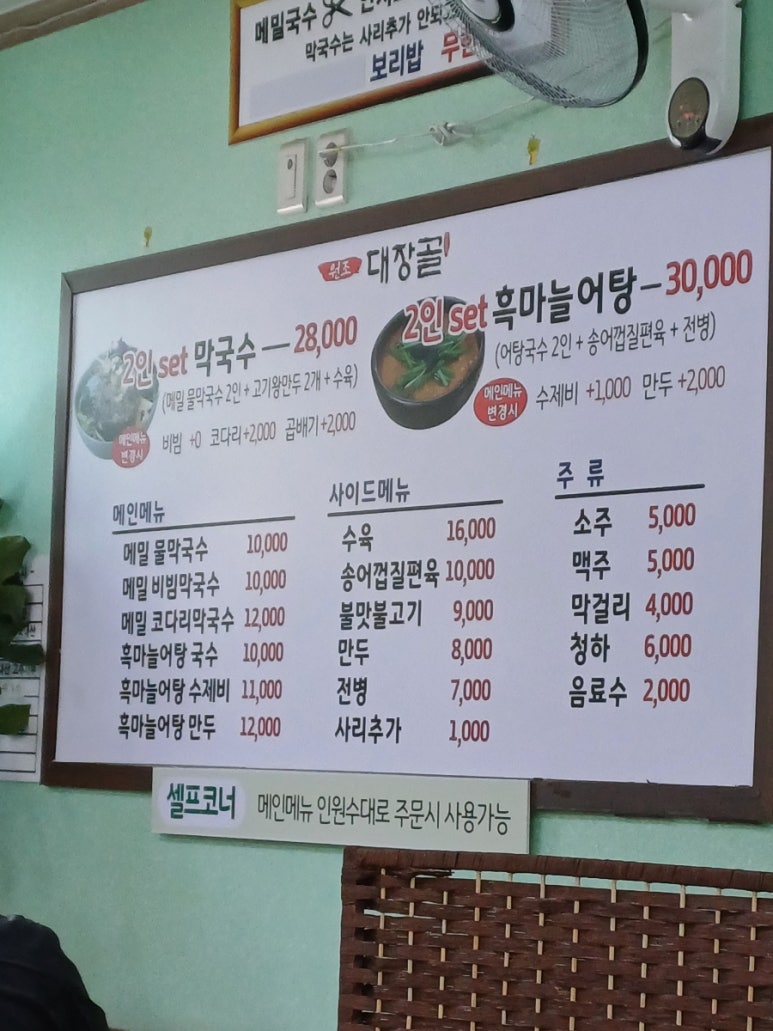 메밀국수
막국수는 사리추가
보리밥
원조 대장골
2인 set 막국수 — 28,000
(메밀 물막국수 2인 + 고기왕만두 2개 + 수육)
메인메뉴 변경시
비빔 +0 코다리 +2,000 곱배기 +2,000
2인 set 흑마늘어탕 — 30,000
(어탕국수 2인 + 송어껍질편육 + 전병)
메인메뉴 변경시
수제비 +1,000 만두 +2,000
메인메뉴
메밀 물막국수 10,000
메밀 비빔막국수 10,000
메밀 코다리막국수 12,000
흑마늘어탕 국수 10,000
흑마늘어탕 수제비 11,000
흑마늘어탕 만두 12,000
사이드메뉴
수육 16,000
송어껍질편육 10,000
불맛불고기 9,000
만두 8,000
전병 7,000
사리추가 1,000
주 류
소주 5,000
맥주 5,000
막걸리 4,000
청하 6,000
음료수 2,000
셀프코너 메인메뉴 인원수대로 주문시 사용가능